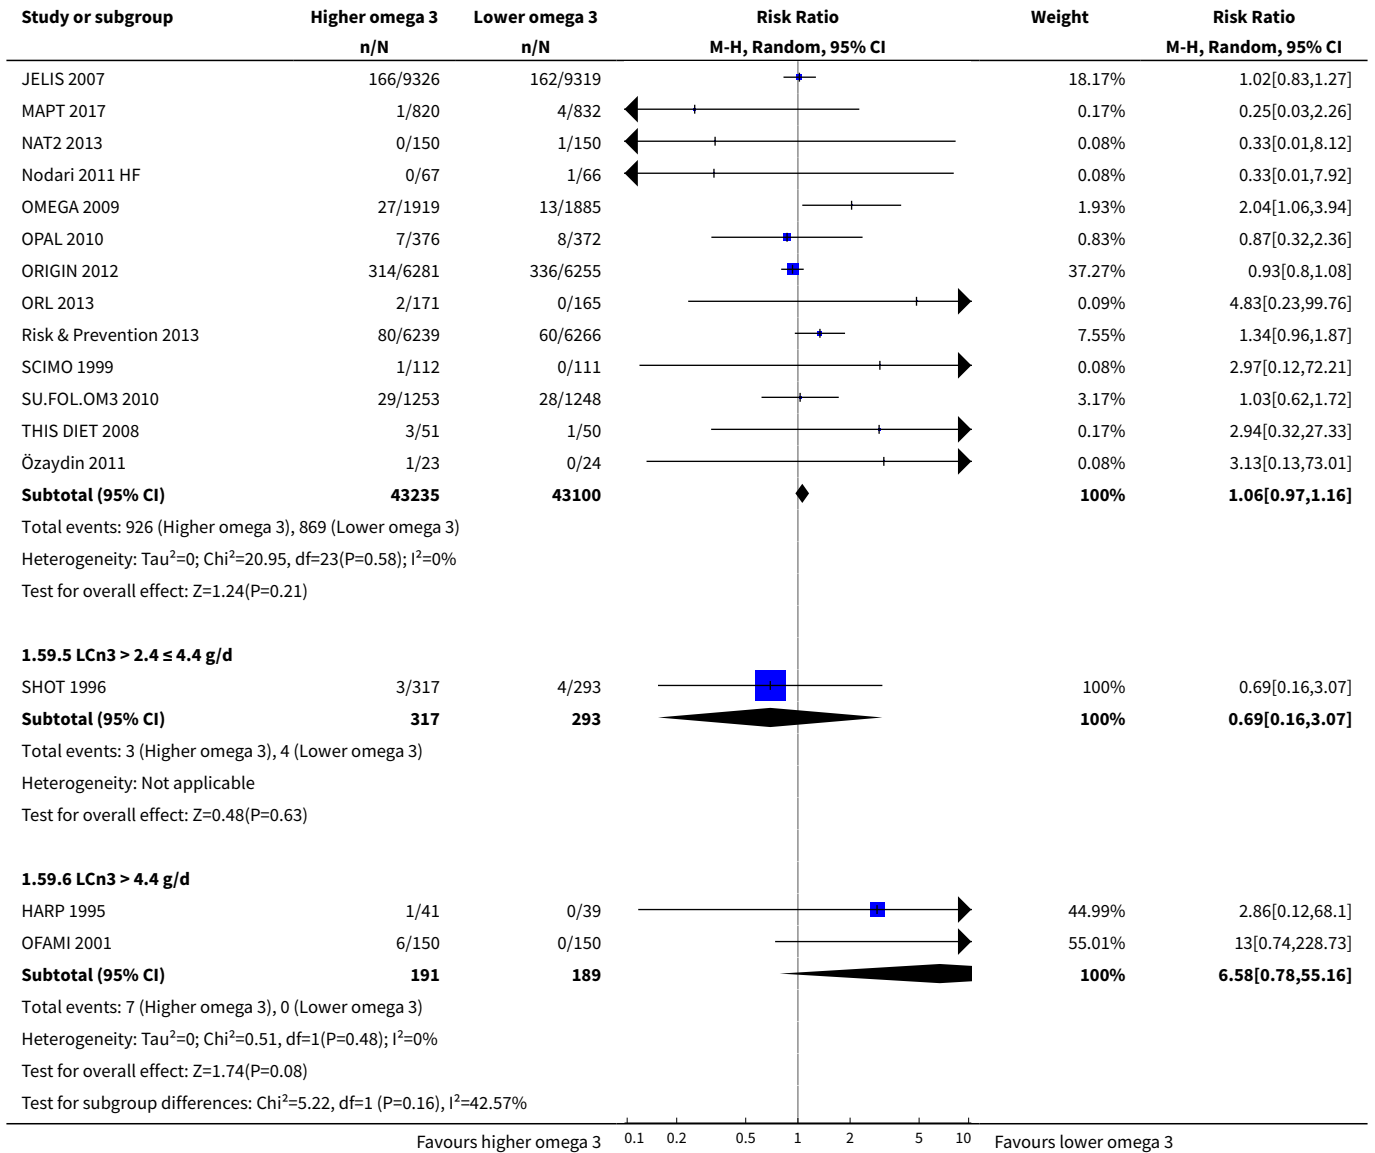 Study or subgroup Higher omega 3 Lower omega 3 Risk Ratio Weight Risk Ratio
n/N n/N M-H, Random, 95% CI M-H, Random, 95% CI
JELIS 2007 166/9326 162/9319 18.17% 1.02[0.83,1.27]
MAPT 2017 1/820 4/832 0.17% 0.25[0.03,2.26]
NAT2 2013 0/150 1/150 0.08% 0.33[0.01,8.12]
Nodari 2011 HF 0/67 1/66 0.08% 0.33[0.01,7.92]
OMEGA 2009 27/1919 13/1885 1.93% 2.04[1.06,3.94]
OPAL 2010 7/376 8/372 0.83% 0.87[0.32,2.36]
ORIGIN 2012 314/6281 336/6255 37.27% 0.93[0.8,1.08]
ORL 2013 2/171 0/165 0.09% 4.83[0.23,99.76]
Risk & Prevention 2013 80/6239 60/6266 7.55% 1.34[0.96,1.87]
SCIMO 1999 1/112 0/111 0.08% 2.97[0.12,72.21]
SU.FOL.OM3 2010 29/1253 28/1248 3.17% 1.03[0.62,1.72]
THIS DIET 2008 3/51 1/50 0.17% 2.94[0.32,27.33]
Özaydin 2011 1/23 0/24 0.08% 3.13[0.13,73.01]
Subtotal (95% CI) 43235 43100 100% 1.06[0.97,1.16]
Total events: 926 (Higher omega 3), 869 (Lower omega 3)
Heterogeneity: Tau²=0; Chi²=20.95, df=23(P=0.58); I²=0%
Test for overall effect: Z=1.24(P=0.21)
1.59.5 LCn3 > 2.4 ≤ 4.4 g/d
SHOT 1996 3/317 4/293 100% 0.69[0.16,3.07]
Subtotal (95% CI) 317 293 100% 0.69[0.16,3.07]
Total events: 3 (Higher omega 3), 4 (Lower omega 3)
Heterogeneity: Not applicable
Test for overall effect: Z=0.48(P=0.63)
1.59.6 LCn3 > 4.4 g/d
HARP 1995 1/41 0/39 44.99% 2.86[0.12,68.1]
OFAMI 2001 6/150 0/150 55.01% 13[0.74,228.73]
Subtotal (95% CI) 191 189 100% 6.58[0.78,55.16]
Total events: 7 (Higher omega 3), 0 (Lower omega 3)
Heterogeneity: Tau²=0; Chi²=0.51, df=1(P=0.48); I²=0%
Test for overall effect: Z=1.74(P=0.08)
Test for subgroup differences: Chi²=5.22, df=1 (P=0.16), I²=42.57%
Favours higher omega 3 0.1 0.2 0.5 1 2 5 10 Favours lower omega 3